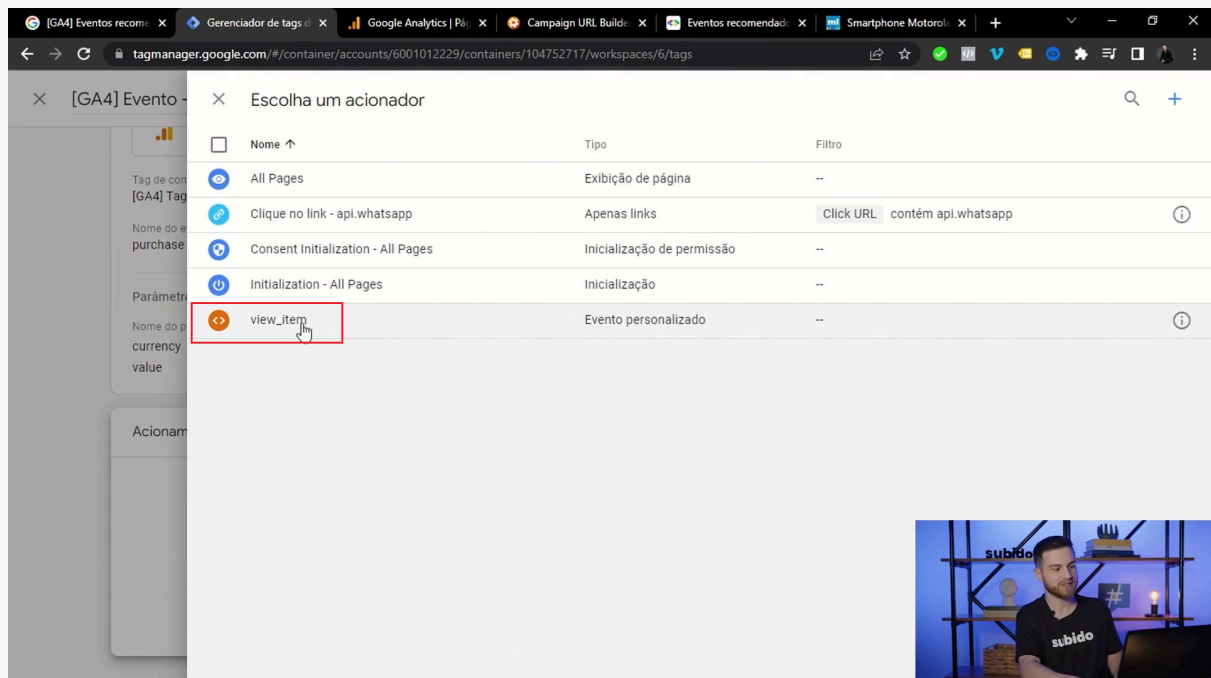 [GA4] Eventos recome
Gerenciador de tags d
Google Analytics | Pág
Campaign URL Builde
Eventos recomendado
Smartphone Motorola
tagmanager.google.com/#/container/accounts/6001012229/containers/104752717/workspaces/6/tags
[GA4] Evento -
Escolha um acionador
Nome
Tipo
Filtro
All Pages
Exibição de página
--
Tag de con
[GA4] Tag
Clique no link - api.whatsapp
Apenas links
Click URL contém api.whatsapp
Nome do e
purchase
Consent Initialization - All Pages
Inicialização de permissão
--
Initialization - All Pages
Inicialização
--
Parâmetr
view_item
Evento personalizado
--
Nome do p
currency
value
Acionam
subido
#
subido